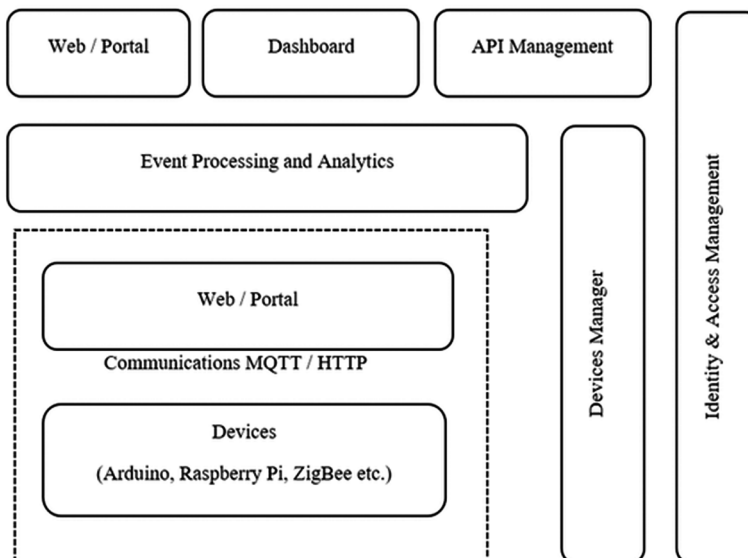 Web / Portal
Dashboard
API Management
Event Processing and Analytics
Web / Portal
Communications MQTT / HTTP
Devices
(Arduino, Raspberry Pi, ZigBee etc.)
Devices Manager
Identity & Access Management